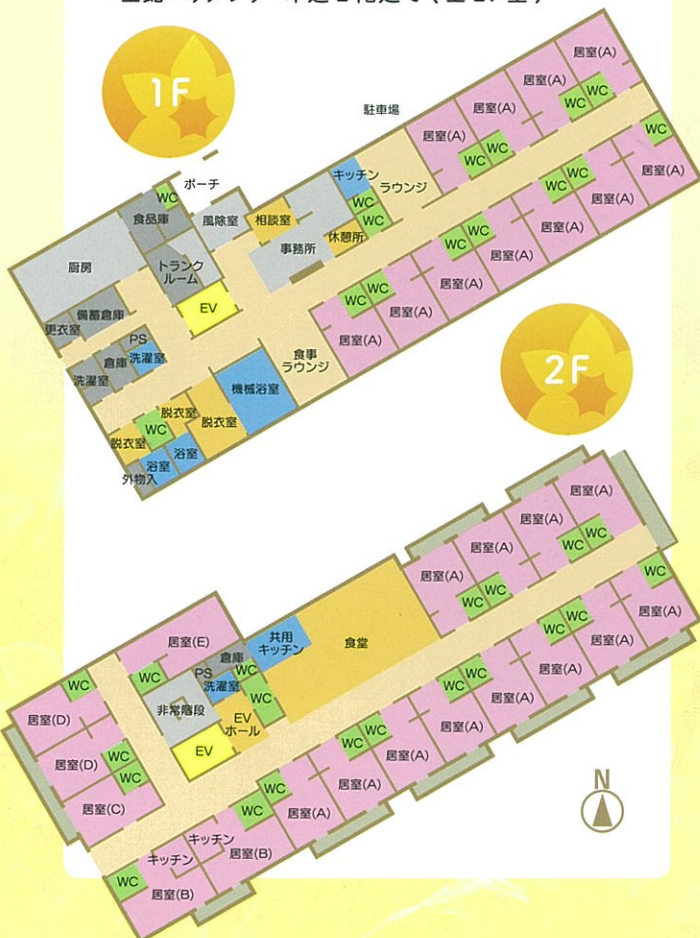 1F
居室(A)
居室(A)
WC
WC
居室(A)
駐車場
居室(A)
WC
WC
WC
居室(A)
キッチン
ラウンジ
WC
WC
居室(A)
ポーチ
WC
食品庫
風除室
相談室
WC
WC
休憩所
居室(A)
事務所
WC
WC
居室(A)
厨房
トランク
ルーム
居室(A)
WC
WC
EV
居室(A)
備蓄倉庫
更衣室
居室(A)
PS
洗濯室
倉庫
洗濯室
食事
ラウンジ
機械浴室
脱衣室
脱衣室
WC
脱衣室
浴室
浴室
外物入
2F
居室(A)
居室(A)
WC
WC
居室(A)
WC
居室(A)
WC
WC
居室(A)
WC
WC
居室(A)
居室(E)
共用
キッチン
食堂
倉庫
WC
PS
WC
洗濯室
居室(A)
WC
WC
WC
WC
居室(A)
非常階段
EV
ホール
居室(D)
WC
WC
居室(A)
EV
WC
居室(D)
居室(A)
WC
居室(A)
WC
WC
居室(C)
居室(A)
キッチン
居室(B)
キッチン
WC
居室(B)
N